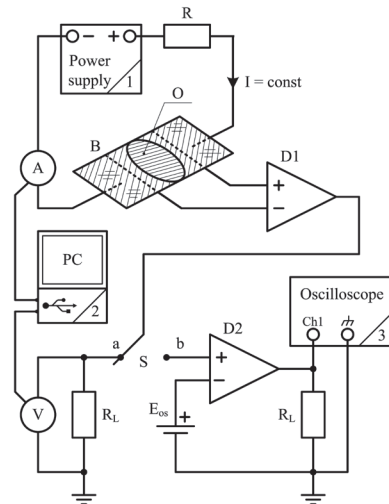 R
− +
Power
supply
1
I = const
O
B
D1
A
+
−
PC
2
Oscilloscope
Ch1
3
a
S
b
D2
+
−
V
R_L
E_os
+
R_L